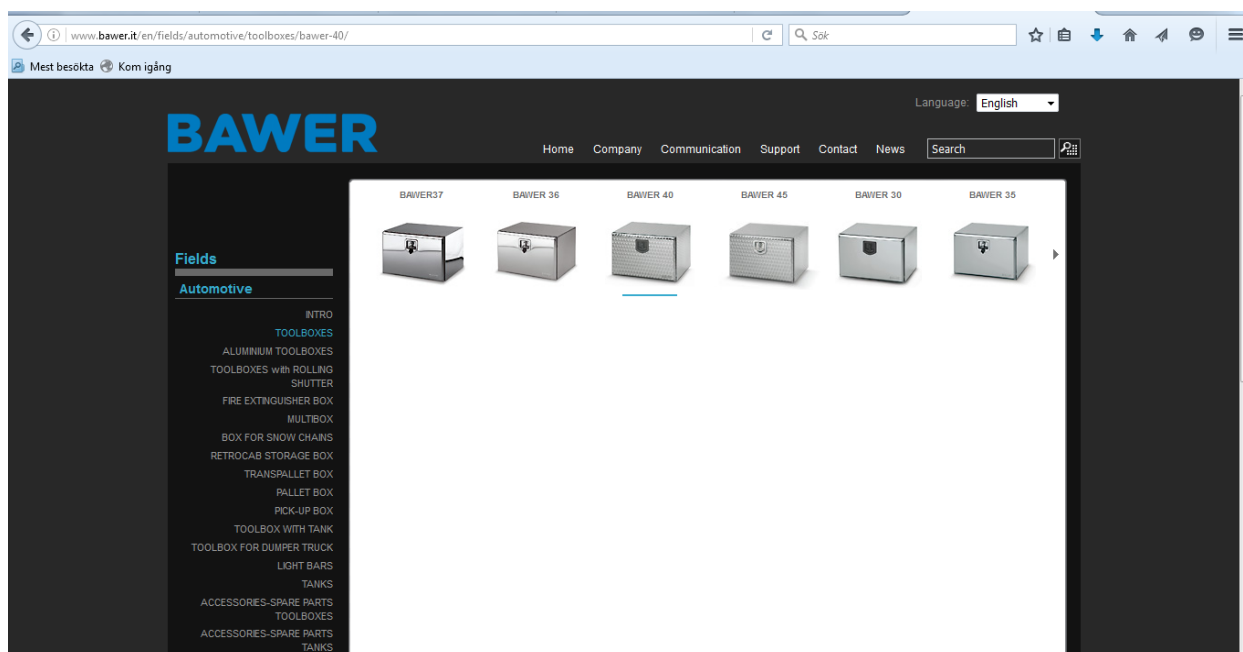 www.bawer.it/en/fields/automotive/toolboxes/bawer-40/
Sök
Mest besökta Kom igång
Language: English
BAWER
Home Company Communication Support Contact News Search
BAWER37 BAWER 36 BAWER 40 BAWER 45 BAWER 30 BAWER 35
Fields
Automotive
INTRO
TOOLBOXES
ALUMINIUM TOOLBOXES
TOOLBOXES with ROLLING
SHUTTER
FIRE EXTINGUISHER BOX
MULTIBOX
BOX FOR SNOW CHAINS
RETROCAB STORAGE BOX
TRANSPALLET BOX
PALLET BOX
PICK-UP BOX
TOOLBOX WITH TANK
TOOLBOX FOR DUMPER TRUCK
LIGHT BARS
TANKS
ACCESSORIES-SPARE PARTS
TOOLBOXES
ACCESSORIES-SPARE PARTS
TANKS